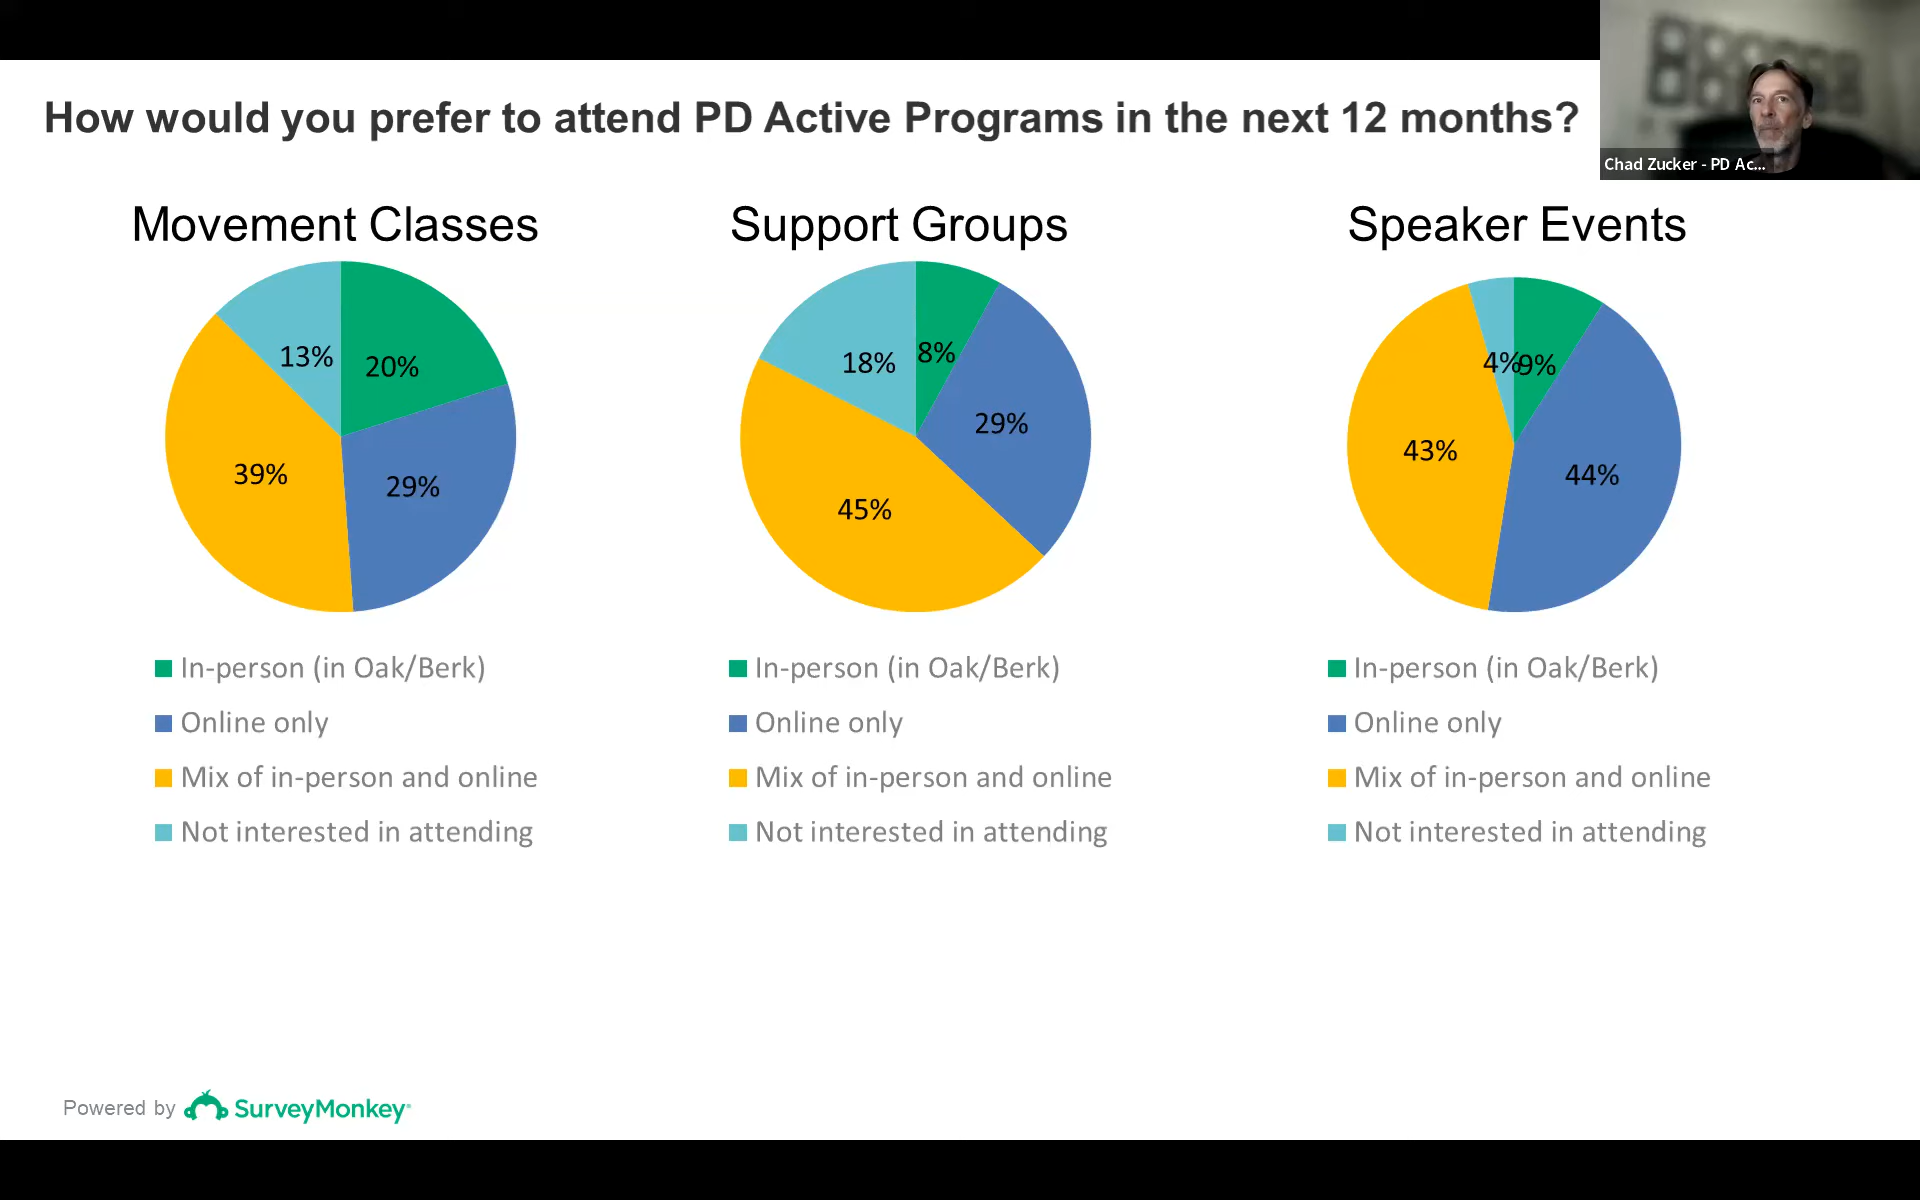 How would you prefer to attend PD Active Programs in the next 12 months?
Chad Zucker - PD Ac...
Movement Classes
13%
20%
39%
29%
In-person (in Oak/Berk)
Online only
Mix of in-person and online
Not interested in attending
Support Groups
18%
8%
29%
45%
In-person (in Oak/Berk)
Online only
Mix of in-person and online
Not interested in attending
Speaker Events
4%
9%
43%
44%
In-person (in Oak/Berk)
Online only
Mix of in-person and online
Not interested in attending
Powered by SurveyMonkey